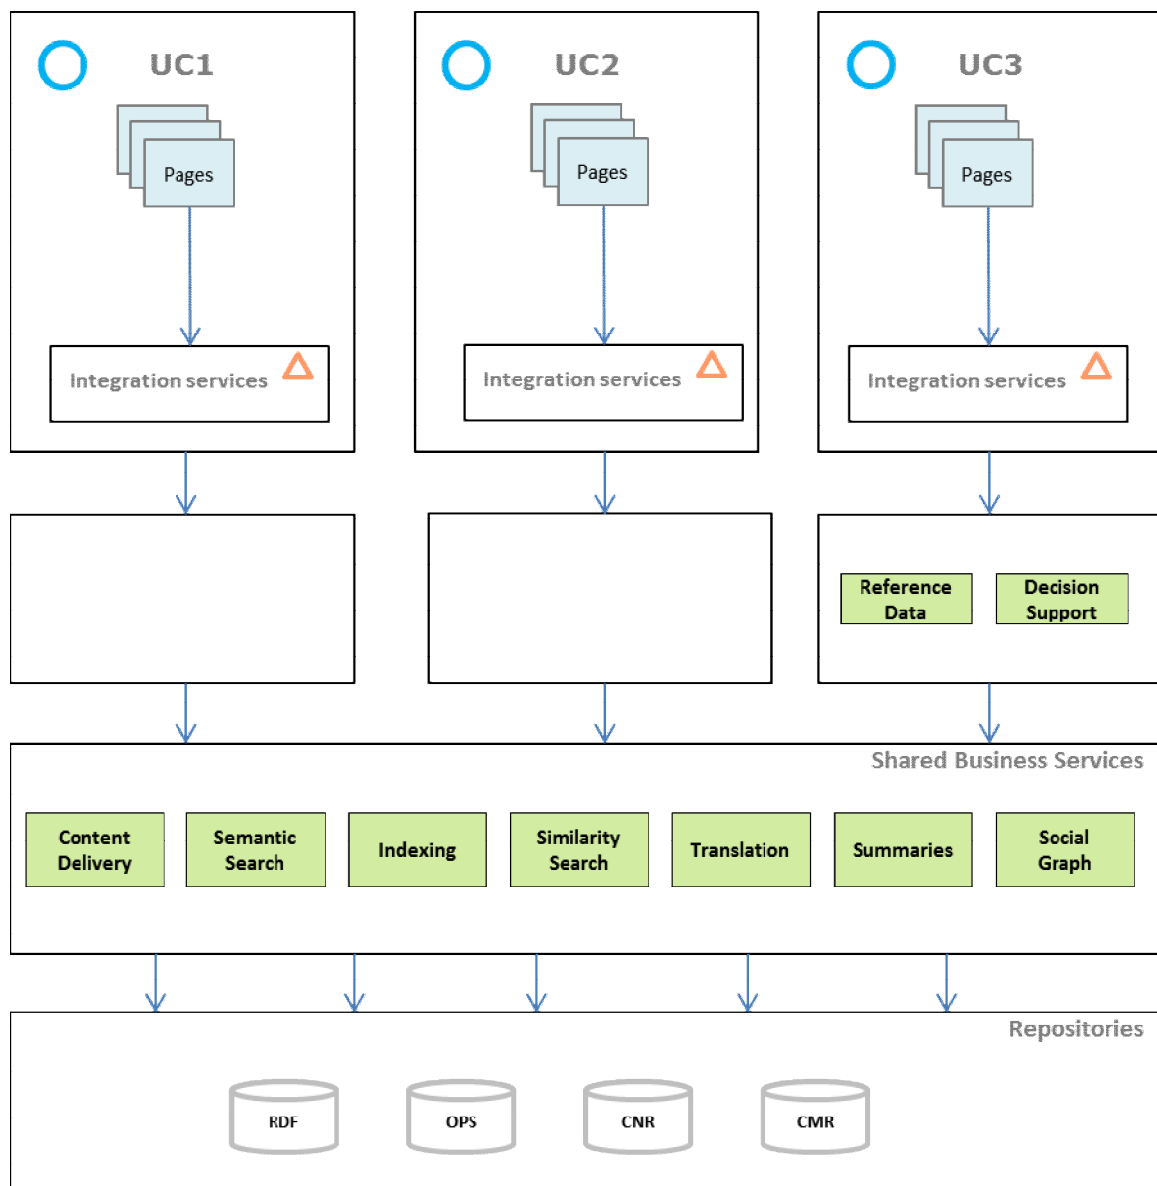 UC1
UC2
UC3
Pages
Pages
Pages
Integration services
Integration services
Integration services
Reference
Data
Decision
Support
Shared Business Services
Content
Delivery
Semantic
Search
Indexing
Similarity
Search
Translation
Summaries
Social
Graph
Repositories
RDF
OPS
CNR
CMR